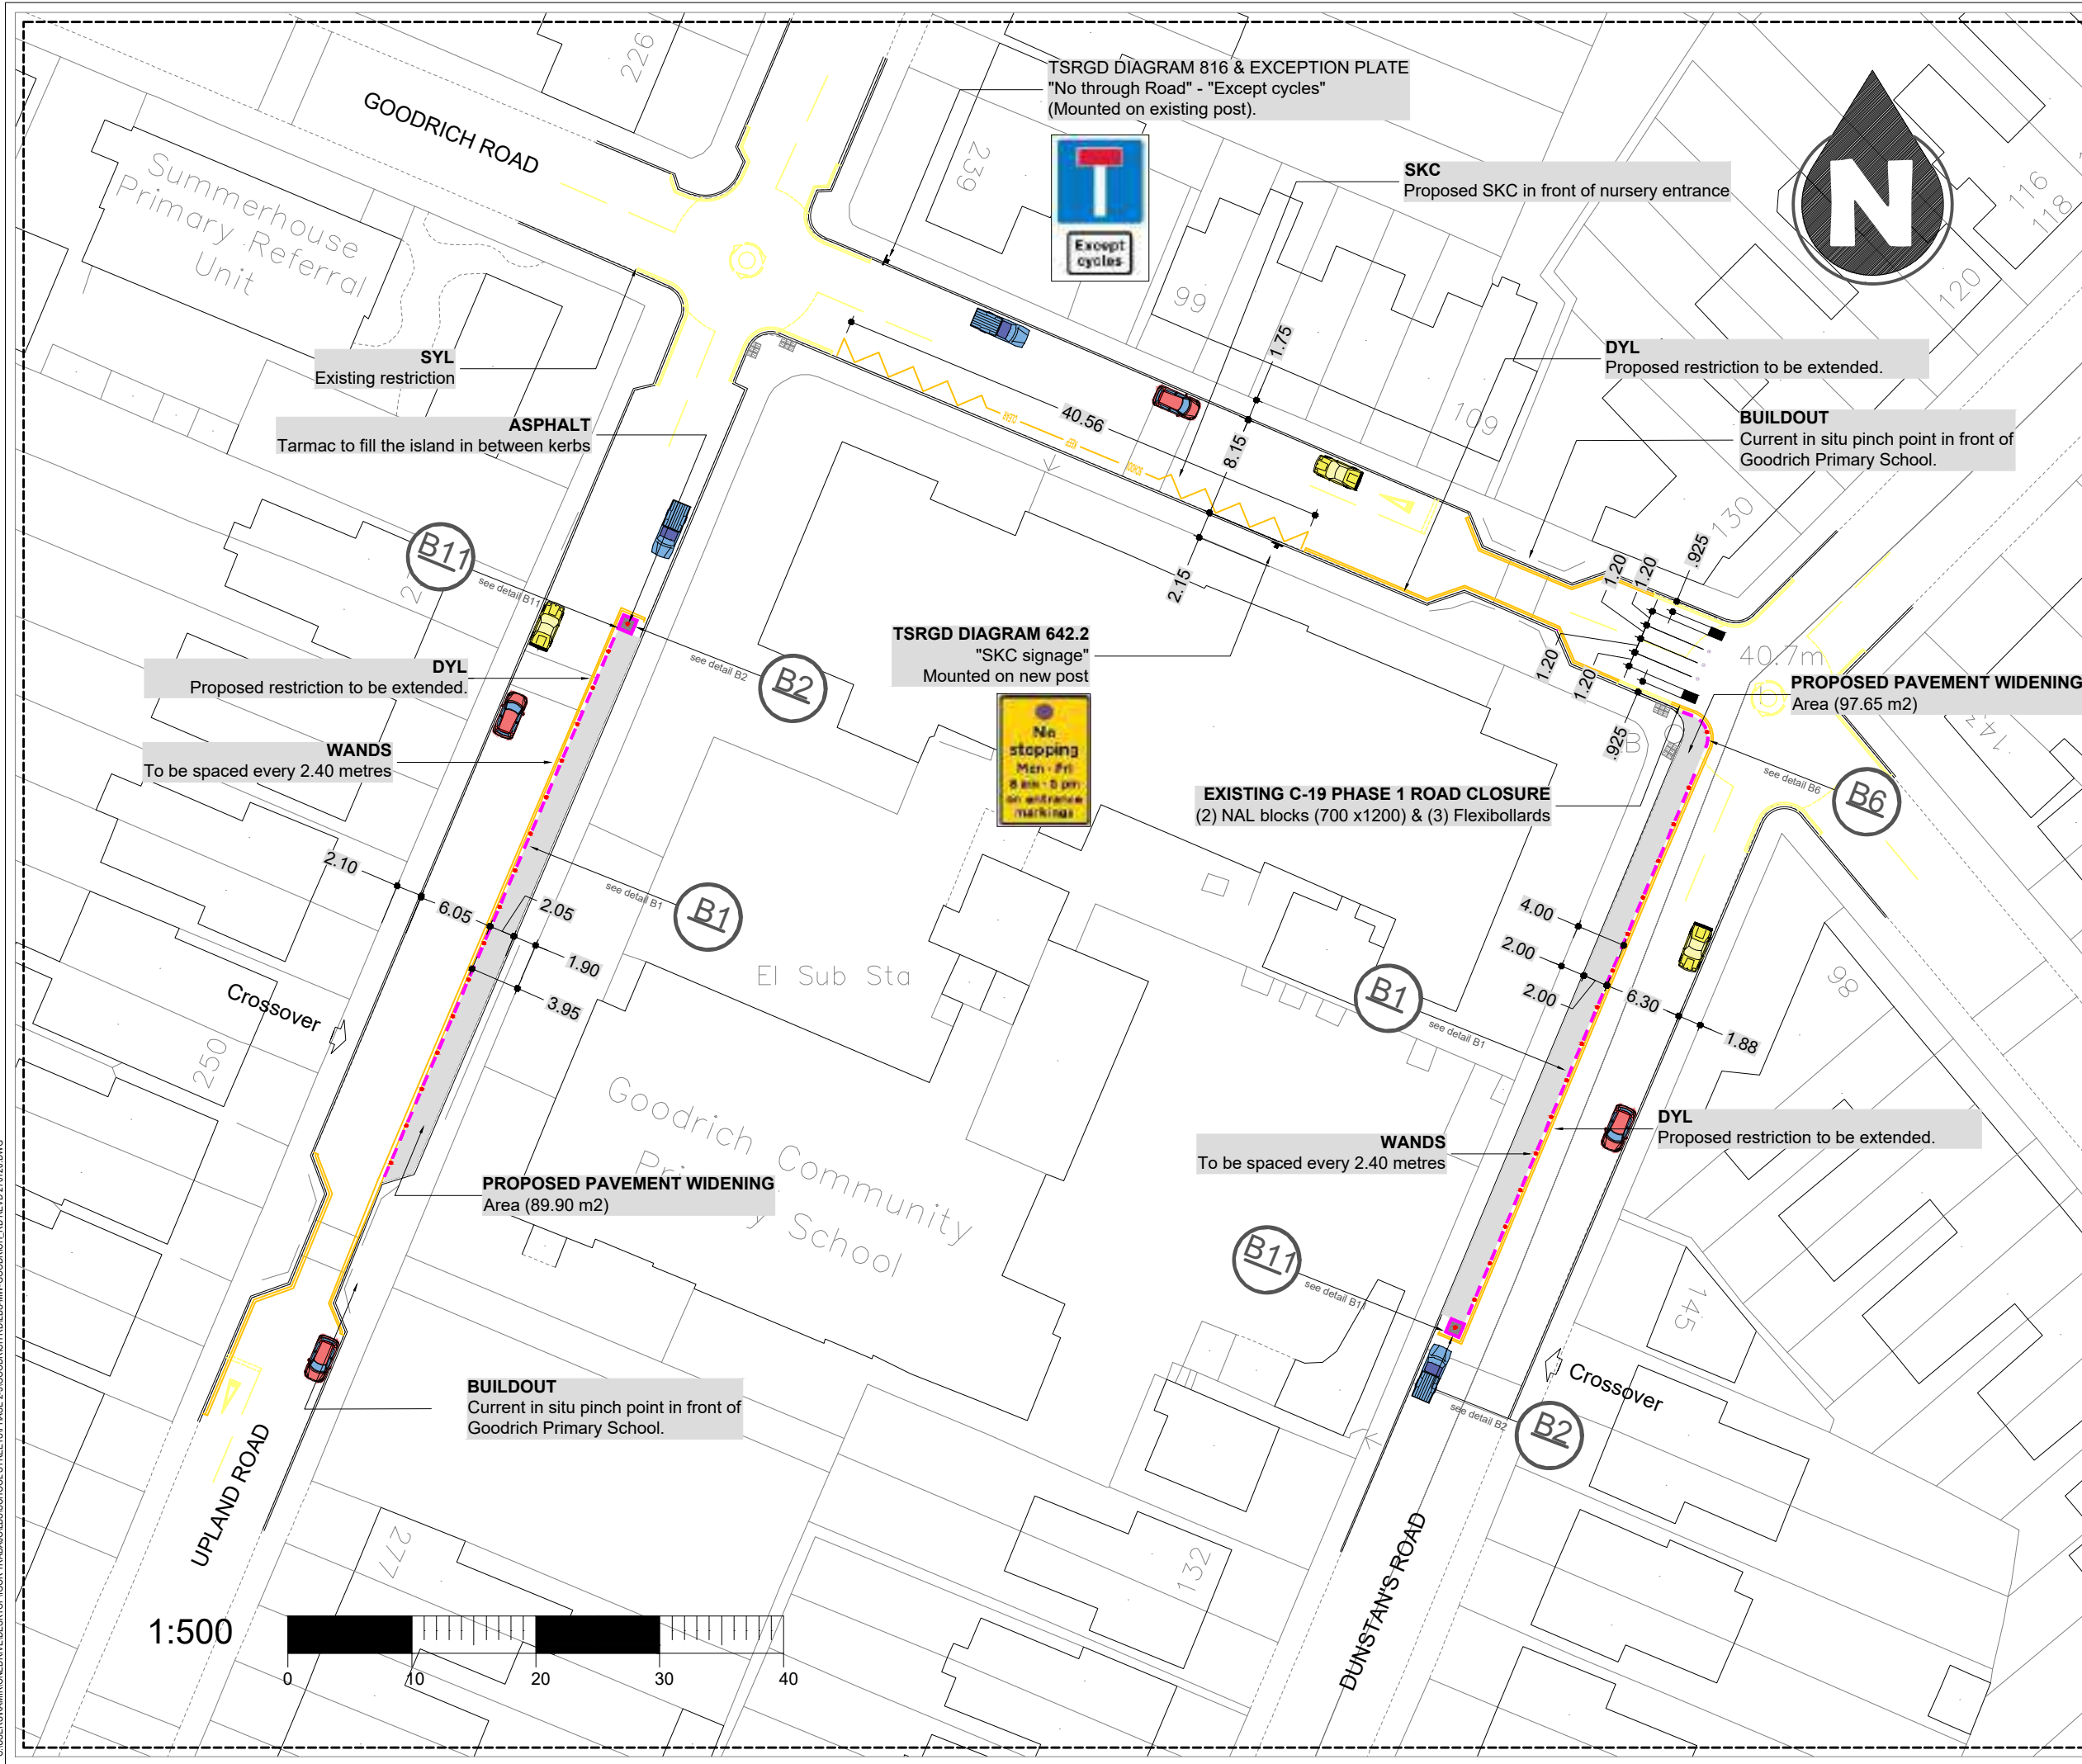 226
GOODRICH ROAD
Summerhouse
Primary Referral
Unit
239
TSRGD DIAGRAM 816 & EXCEPTION PLATE
"No through Road" - "Except cycles"
(Mounted on existing post).
Except
cycles
SKC
Proposed SKC in front of nursery entrance
N
116
118
120
99
109
130
SYL
Existing restriction
ASPHALT
Tarmac to fill the island in between kerbs
1.75
40.56
8.15
2.15
DYL
Proposed restriction to be extended.
BUILDOUT
Current in situ pinch point in front of
Goodrich Primary School.
1.20
1.20
.925
1.20
1.20
.925
40.7m
B11
see detail B11
B2
see detail B2
DYL
Proposed restriction to be extended.
WANDS
To be spaced every 2.40 metres
TSRGD DIAGRAM 642.2
"SKC signage"
Mounted on new post
No
stopping
Mon - Fri
8 am - 5 pm
on entrance
markings
PROPOSED PAVEMENT WIDENING
Area (97.65 m2)
B
see detail B6
B6
EXISTING C-19 PHASE 1 ROAD CLOSURE
(2) NAL blocks (700 x1200) & (3) Flexibollards
2.10
6.05
2.05
1.90
3.95
see detail B1
B1
El Sub Sta
4.00
2.00
2.00
6.30
1.88
B1
see detail B1
98
Crossover
250
Goodrich Community
Primary School
WANDS
To be spaced every 2.40 metres
DYL
Proposed restriction to be extended.
PROPOSED PAVEMENT WIDENING
Area (89.90 m2)
B11
see detail B11
145
Crossover
see detail B2
B2
BUILDOUT
Current in situ pinch point in front of
Goodrich Primary School.
UPLAND ROAD
277
132
DUNSTAN'S ROAD
1:500
0 10 20 30 40